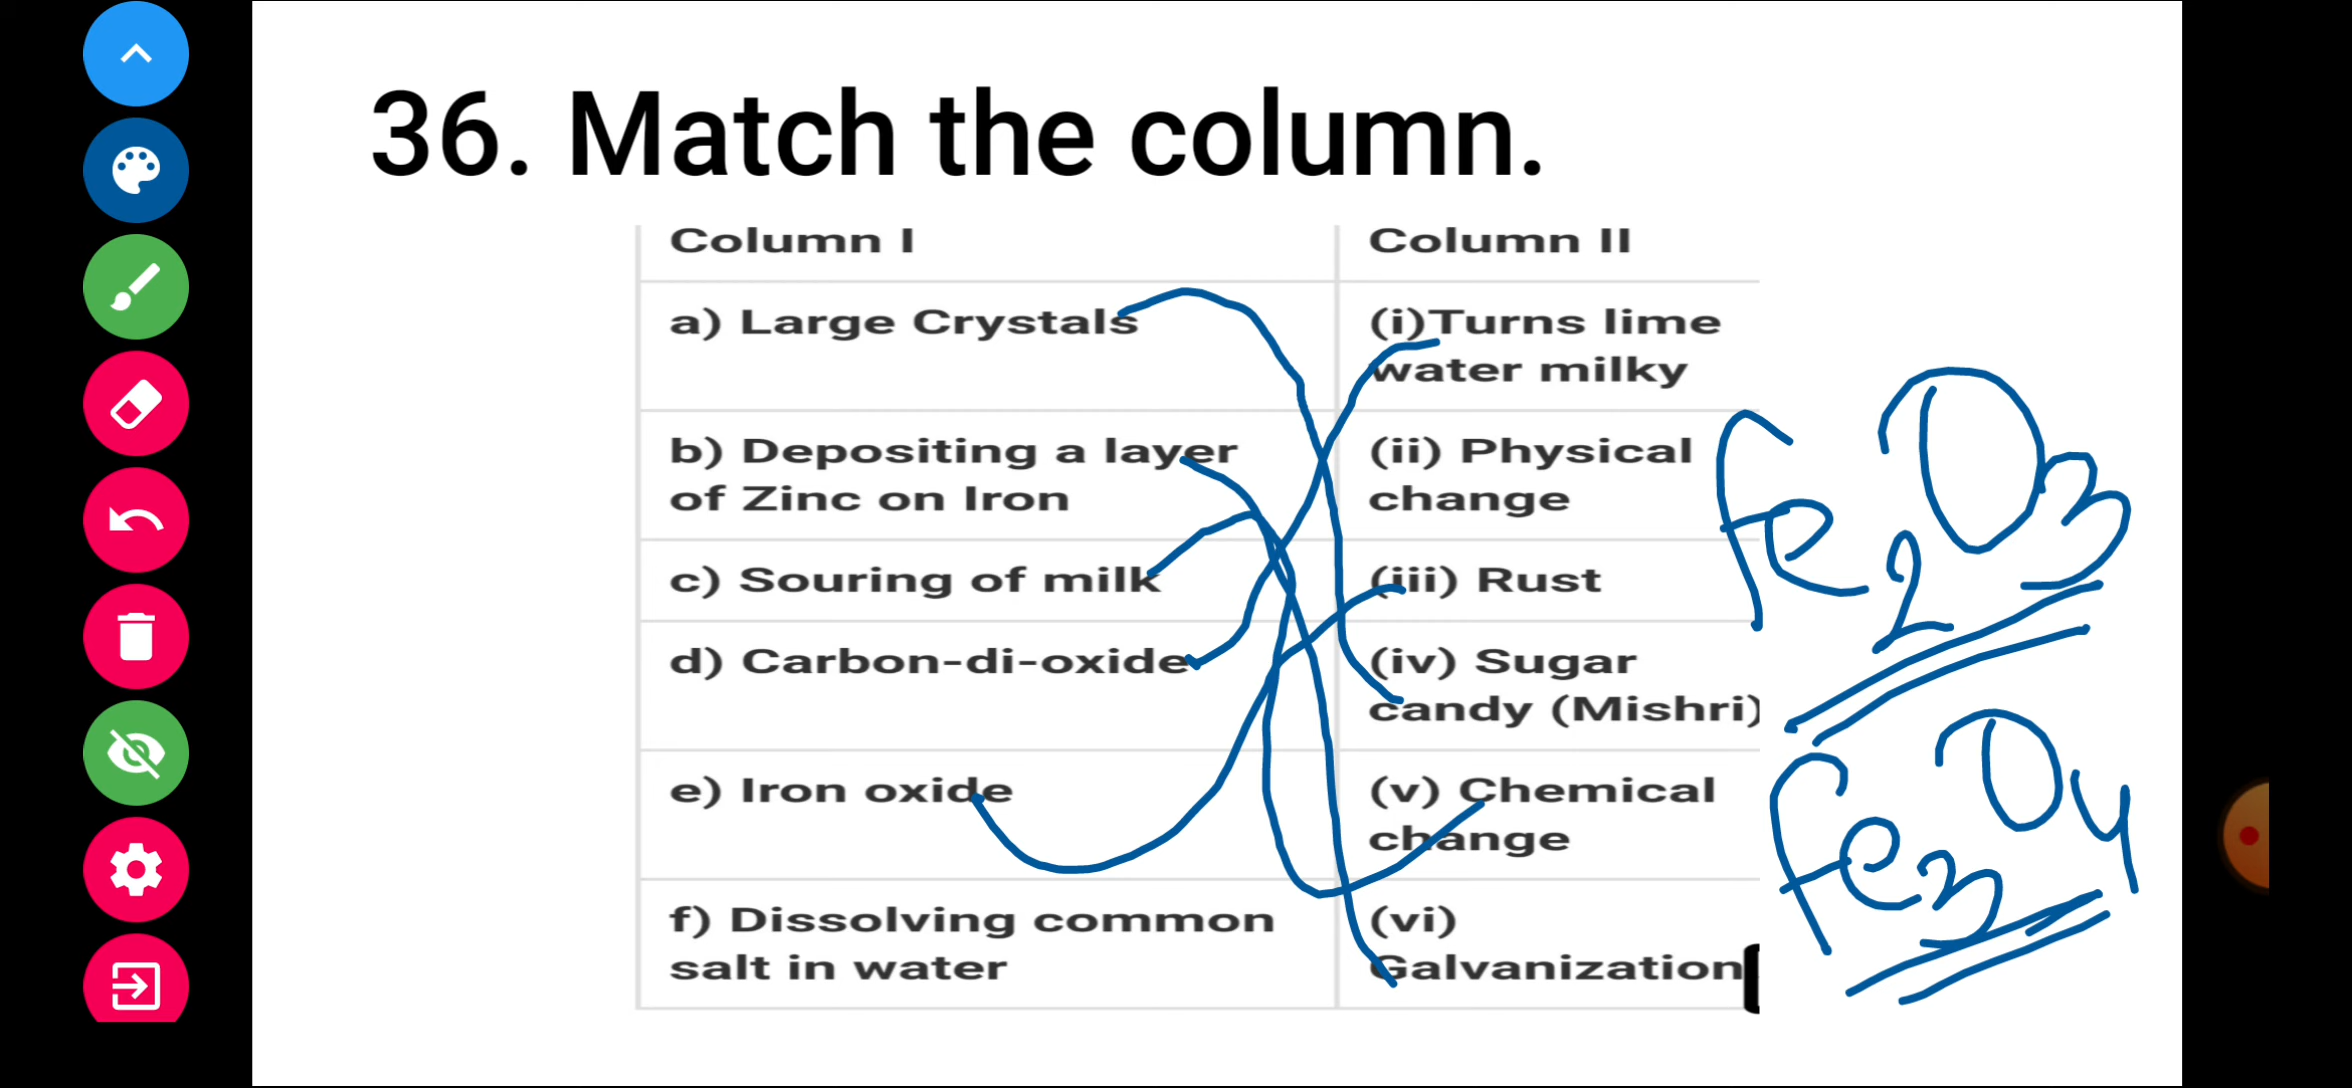 36. Match the column.
Column I
Column II
a) Large Crystals
(i)Turns lime
water milky
b) Depositing a layer
of Zinc on Iron
(ii) Physical
change
c) Souring of milk
(iii) Rust
d) Carbon-di-oxide
(iv) Sugar
candy (Mishri)
e) Iron oxide
(v) Chemical
change
f) Dissolving common
salt in water
(vi)
Galvanization
Fe2O3
Fe3O4